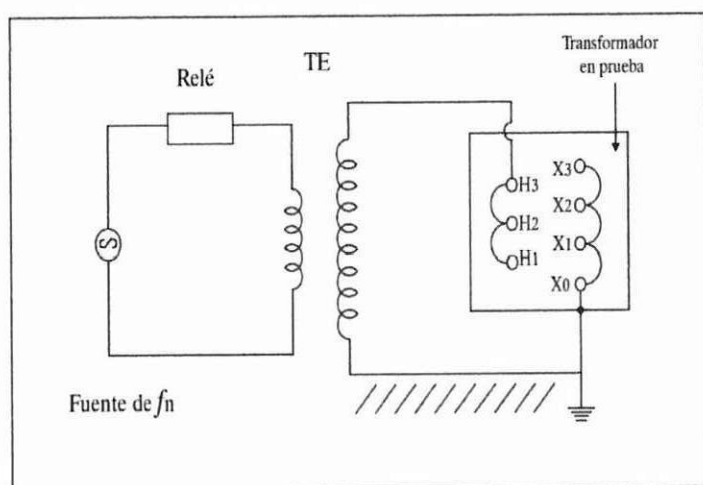 Transformador
en prueba
TE
Relé
S
H3
H2
H1
X3
X2
X1
X0
Fuente de fn